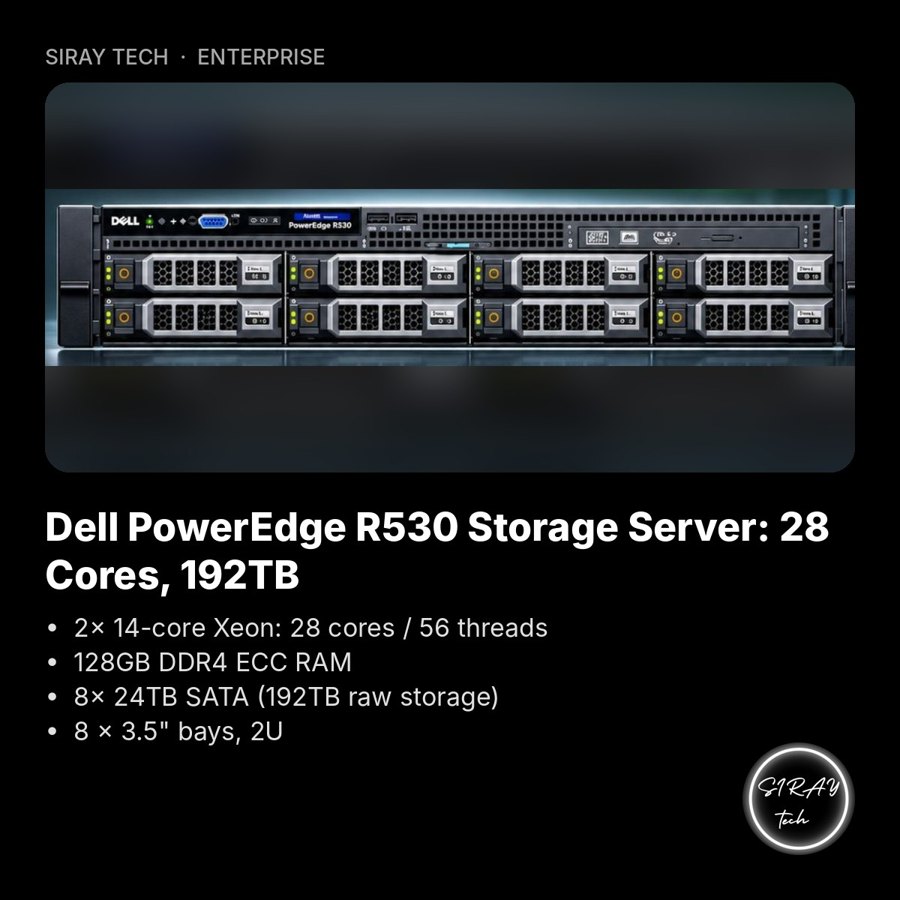 SIRAY TECH · ENTERPRISE
DELL
PowerEdge R530
Dell PowerEdge R530 Storage Server: 28
Cores, 192TB
• 2× 14-core Xeon: 28 cores / 56 threads
• 128GB DDR4 ECC RAM
• 8× 24TB SATA (192TB raw storage)
• 8 × 3.5" bays, 2U
SIRAY
tech